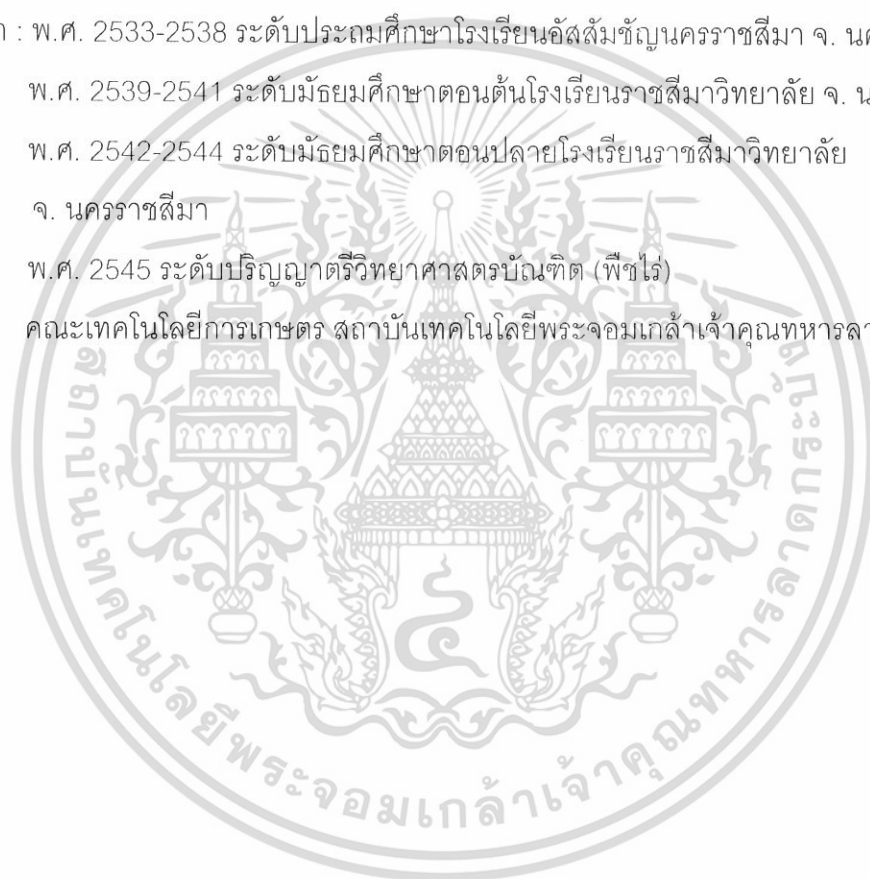 า : พ.ศ. 2533-2538 ระดับประถมศึกษาโรงเรียนอัสสัมชัญนครราชสีมา จ. นค
พ.ศ. 2539-2541 ระดับมัธยมศึกษาตอนต้นโรงเรียนราชสีมาวิทยาลัย จ. น
พ.ศ. 2542-2544 ระดับมัธยมศึกษาตอนปลายโรงเรียนราชสีมาวิทยาลัย
จ. นครราชสีมา
พ.ศ. 2545 ระดับปริญญาตรีวิทยาศาสตรบัณฑิต (พืชไร่)
คณะเทคโนโลยีการเกษตร สถาบันเทคโนโลยีพระจอมเกล้าเจ้าคุณทหารลา
สถาบันเทคโนโลยีพระจอมเกล้าเจ้าคุณทหารลาดกระบัง
๔